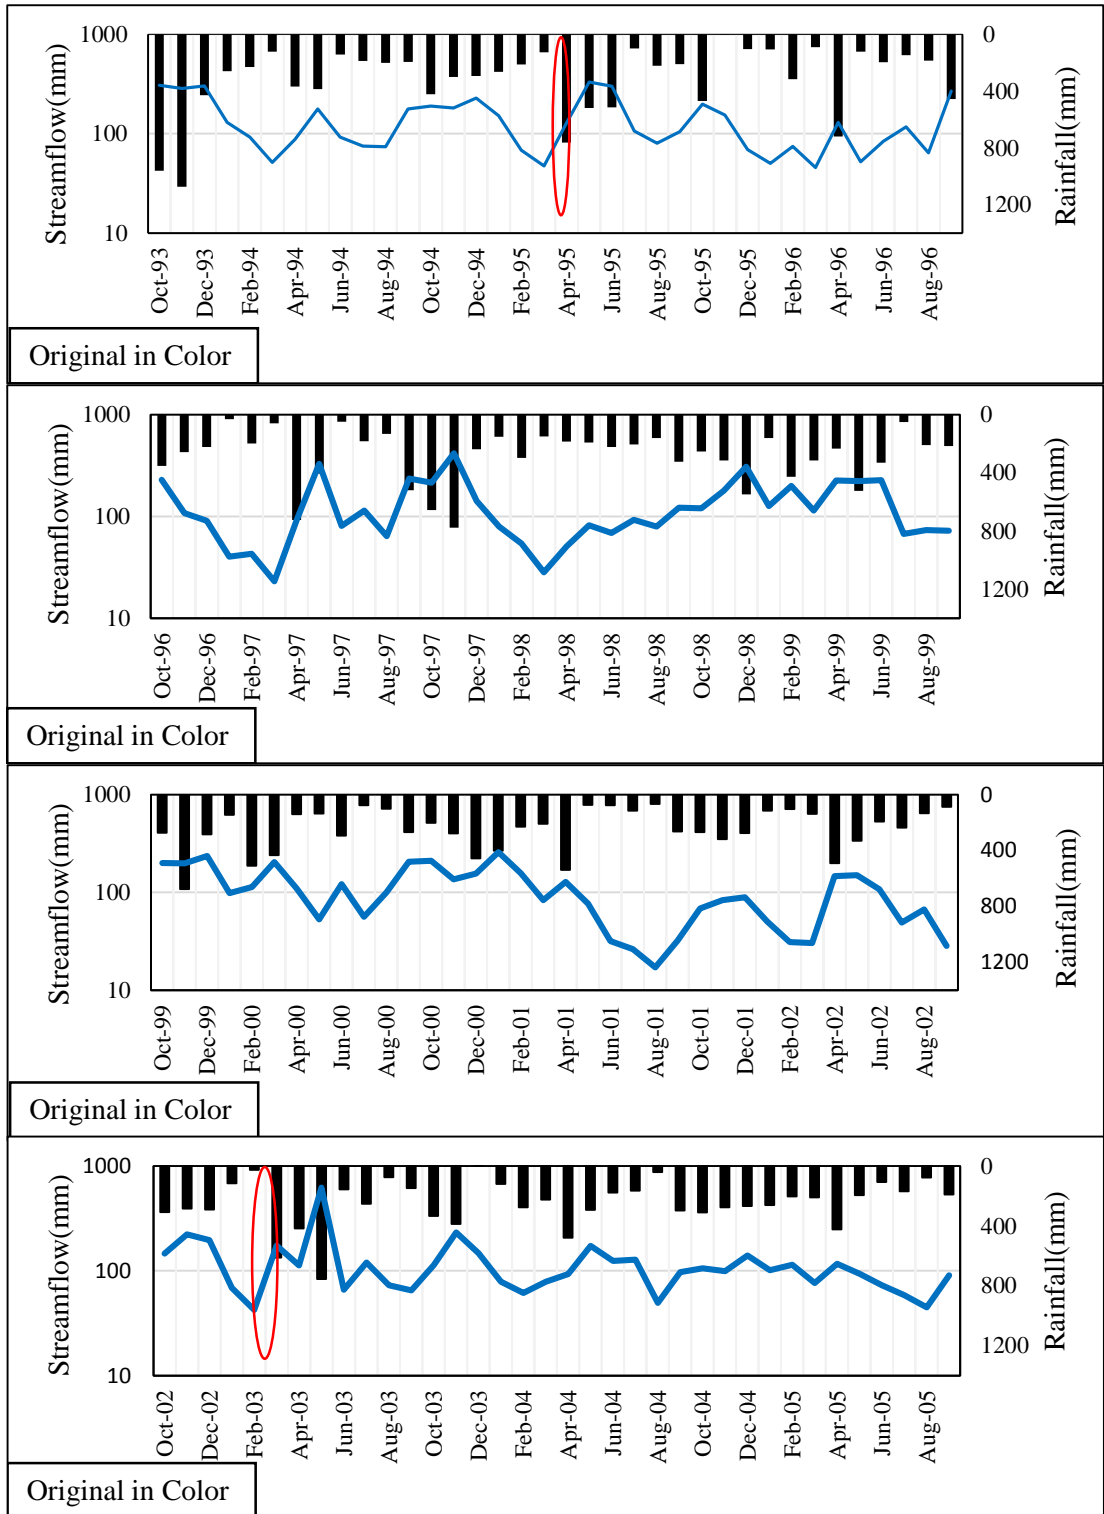 Streamflow(mm)
1000
100
10
0
400
800
1200
Rainfall(mm)
Oct-93
Dec-93
Feb-94
Apr-94
Jun-94
Aug-94
Oct-94
Dec-94
Feb-95
Apr-95
Jun-95
Aug-95
Oct-95
Dec-95
Feb-96
Apr-96
Jun-96
Aug-96
Original in Color
Streamflow(mm)
1000
100
10
0
400
800
1200
Rainfall(mm)
Oct-96
Dec-96
Feb-97
Apr-97
Jun-97
Aug-97
Oct-97
Dec-97
Feb-98
Apr-98
Jun-98
Aug-98
Oct-98
Dec-98
Feb-99
Apr-99
Jun-99
Aug-99
Original in Color
Streamflow(mm)
1000
100
10
0
400
800
1200
Rainfall(mm)
Oct-99
Dec-99
Feb-00
Apr-00
Jun-00
Aug-00
Oct-00
Dec-00
Feb-01
Apr-01
Jun-01
Aug-01
Oct-01
Dec-01
Feb-02
Apr-02
Jun-02
Aug-02
Original in Color
Streamflow(mm)
1000
100
10
0
400
800
1200
Rainfall(mm)
Oct-02
Dec-02
Feb-03
Apr-03
Jun-03
Aug-03
Oct-03
Dec-03
Feb-04
Apr-04
Jun-04
Aug-04
Oct-04
Dec-04
Feb-05
Apr-05
Jun-05
Aug-05
Original in Color